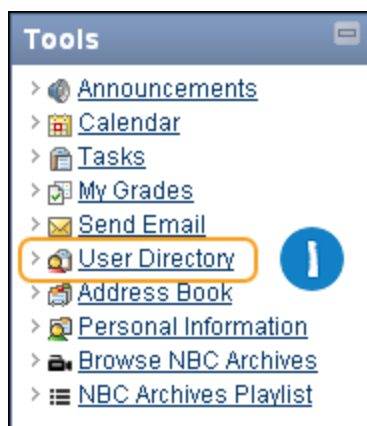 Tools
Announcements
Calendar
Tasks
My Grades
Send Email
User Directory
1
Address Book
Personal Information
Browse NBC Archives
NBC Archives Playlist